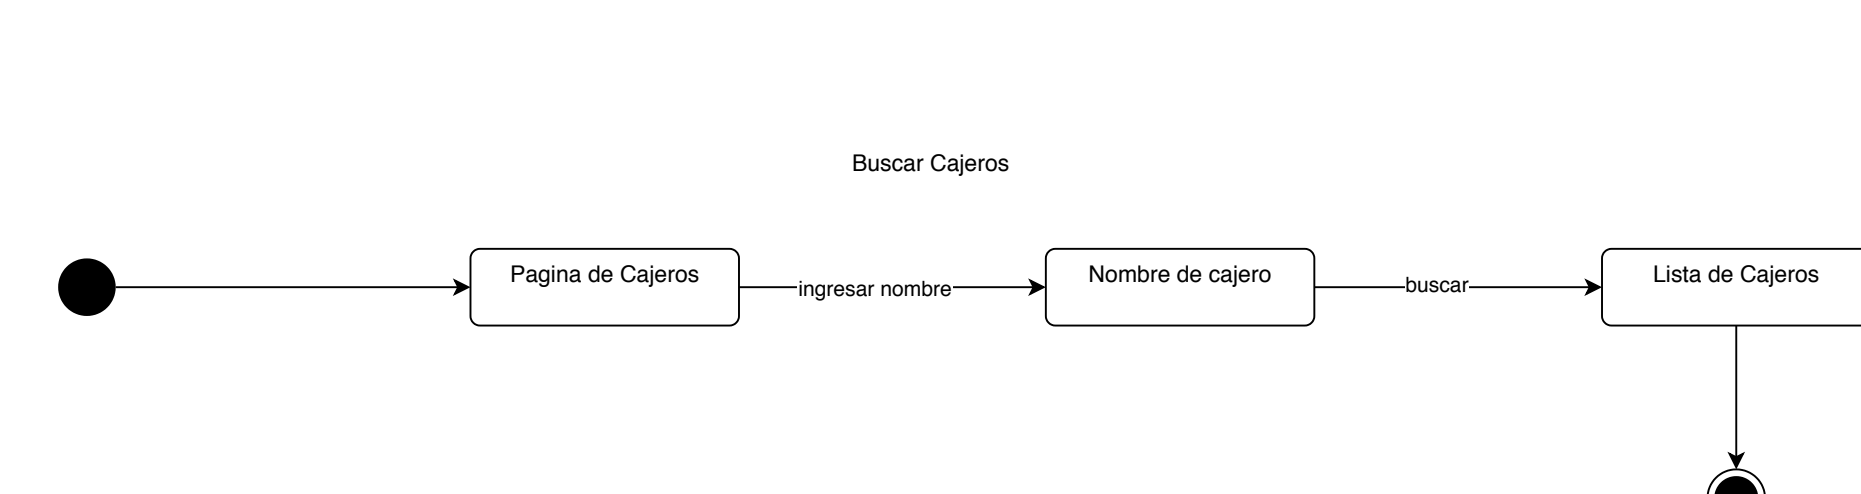 Buscar Cajeros
Pagina de Cajeros
ingresar nombre
Nombre de cajero
buscar
Lista de Cajeros